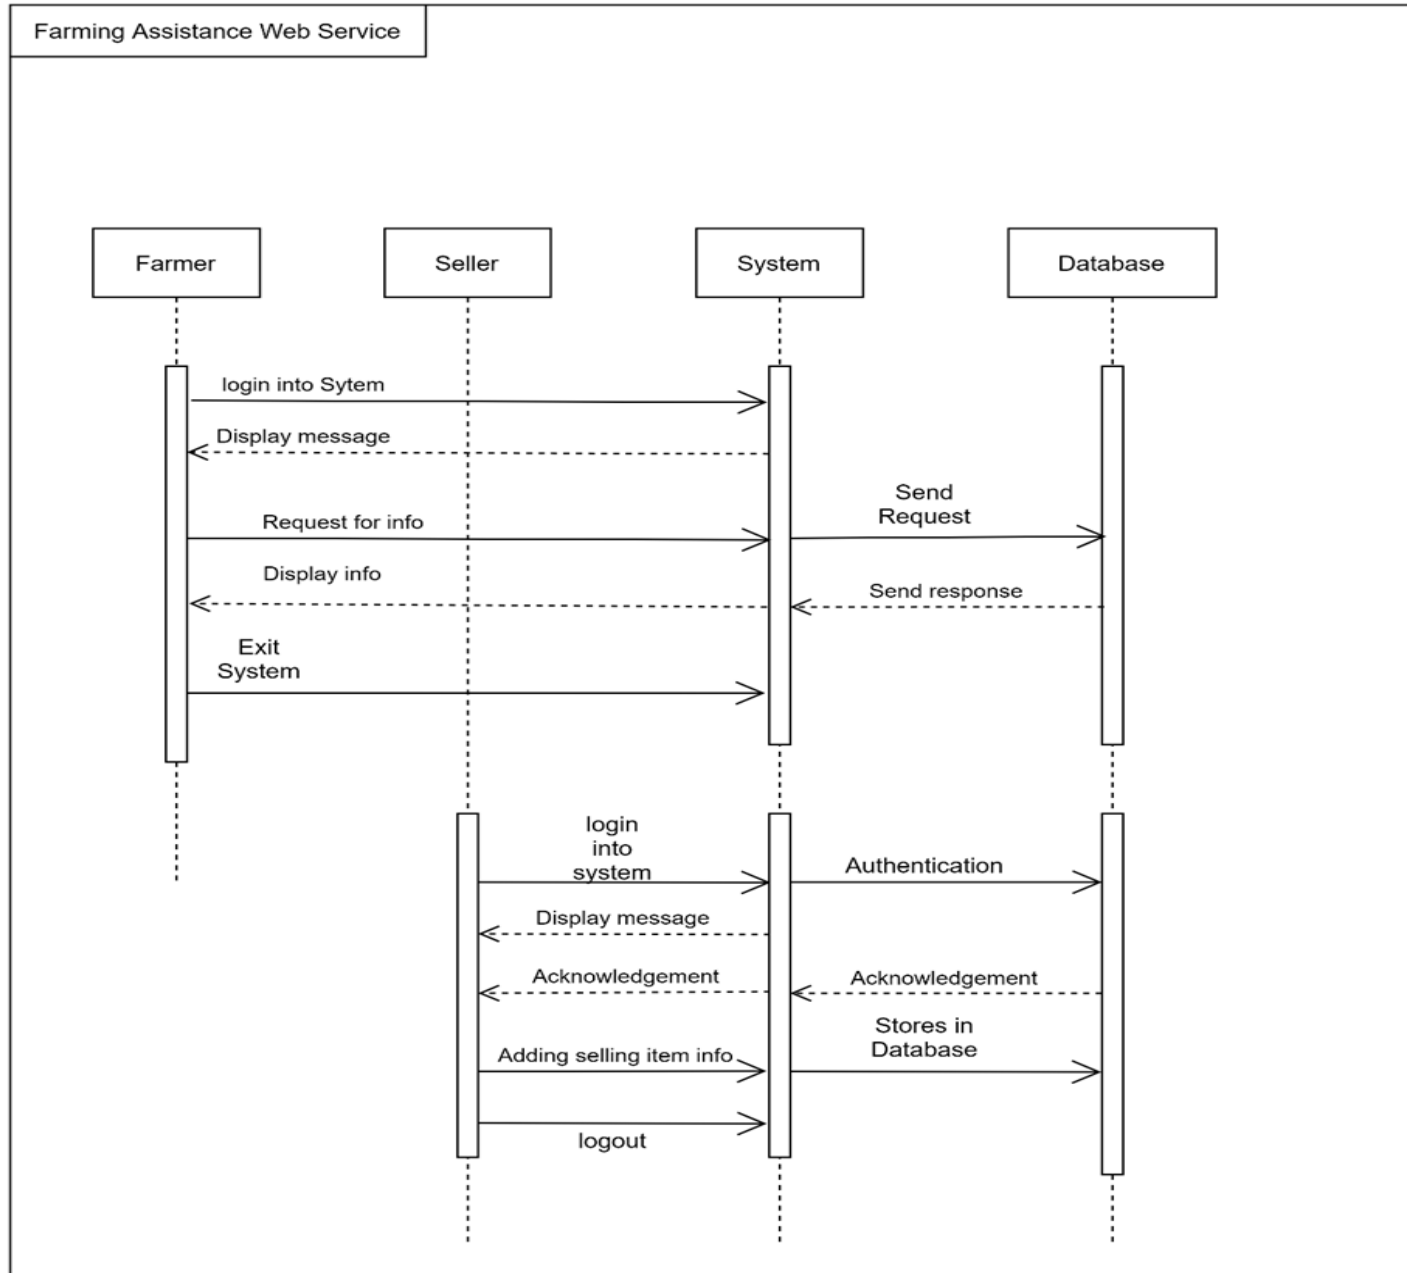 Farming Assistance Web Service
Farmer
Seller
System
Database
login into Sytem
Display message
Send
Request
Request for info
Display info
Send response
Exit
System
login
into
system
Authentication
Display message
Acknowledgement
Acknowledgement
Stores in
Database
Adding selling item info
logout